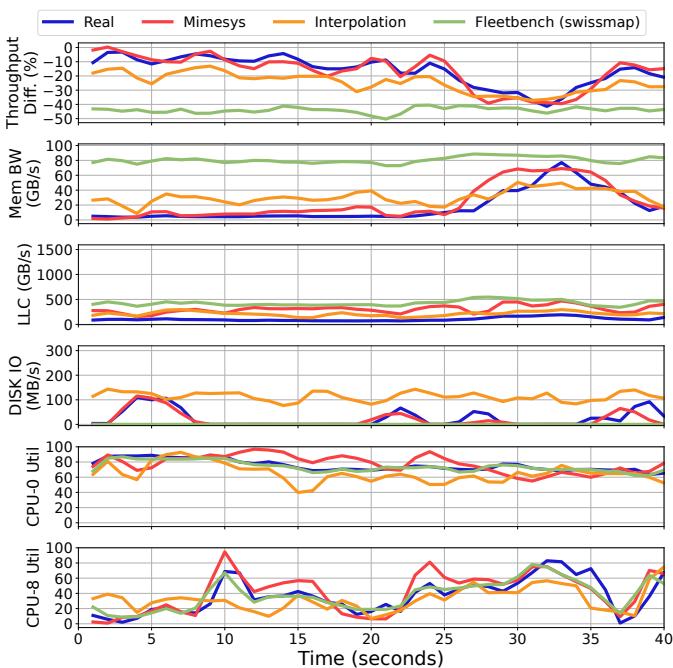 Real Mimesys Interpolation Fleetbench (swissmap)
Throughput
Diff. (%)
0
−10
−20
−30
−40
−50
Mem BW
(GB/s)
100
80
60
40
20
0
LLC (GB/s)
1500
1000
500
0
DISK IO
(MB/s)
300
200
100
0
CPU-0 Util
100
80
60
40
20
0
CPU-8 Util
100
80
60
40
20
0
0 5 10 15 20 25 30 35 40
Time (seconds)